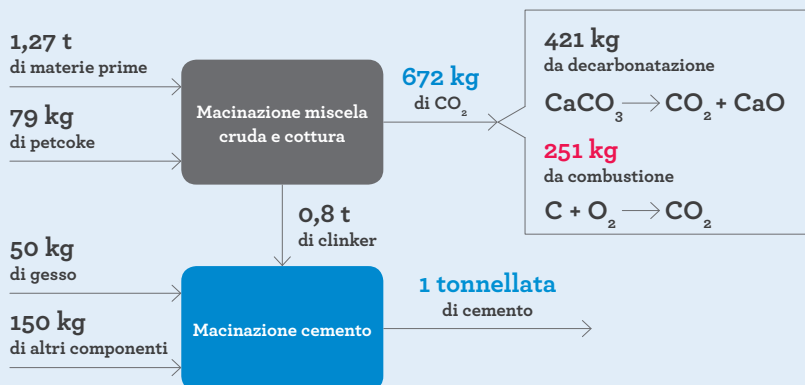 1,27 t
di materie prime
79 kg
di petcoke
Macinazione miscela
cruda e cottura
672 kg
di CO₂
421 kg
da decarbonatazione
CaCO₃ → CO₂ + CaO
251 kg
da combustione
C + O₂ → CO₂
0,8 t
di clinker
50 kg
di gesso
150 kg
di altri componenti
Macinazione cemento
1 tonnellata
di cemento